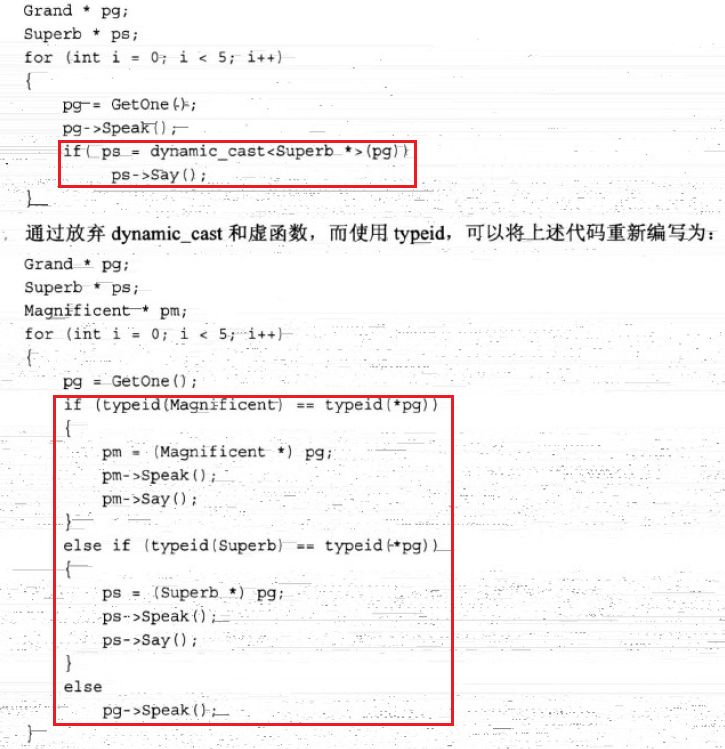 Grand * pg;
Superb * ps;
for (int i = 0; i < 5; i++)
{
    pg = GetOne();
    pg->Speak();
    if( ps = dynamic_cast<Superb *>(pg))
        ps->Say();
}
通过放弃 dynamic_cast 和虚函数，而使用 typeid，可以将上述代码重新编写为：
Grand * pg;
Superb * ps;
Magnificent * pm;
for (int i = 0; i < 5; i++)
{
    pg = GetOne();
    if (typeid(Magnificent) == typeid(*pg))
    {
        pm = (Magnificent *) pg;
        pm->Speak();
        pm->Say();
    }
    else if (typeid(Superb) == typeid(*pg))
    {
        ps = (Superb *) pg;
        ps->Speak();
        ps->Say();
    }
    else
        pg->Speak();
}